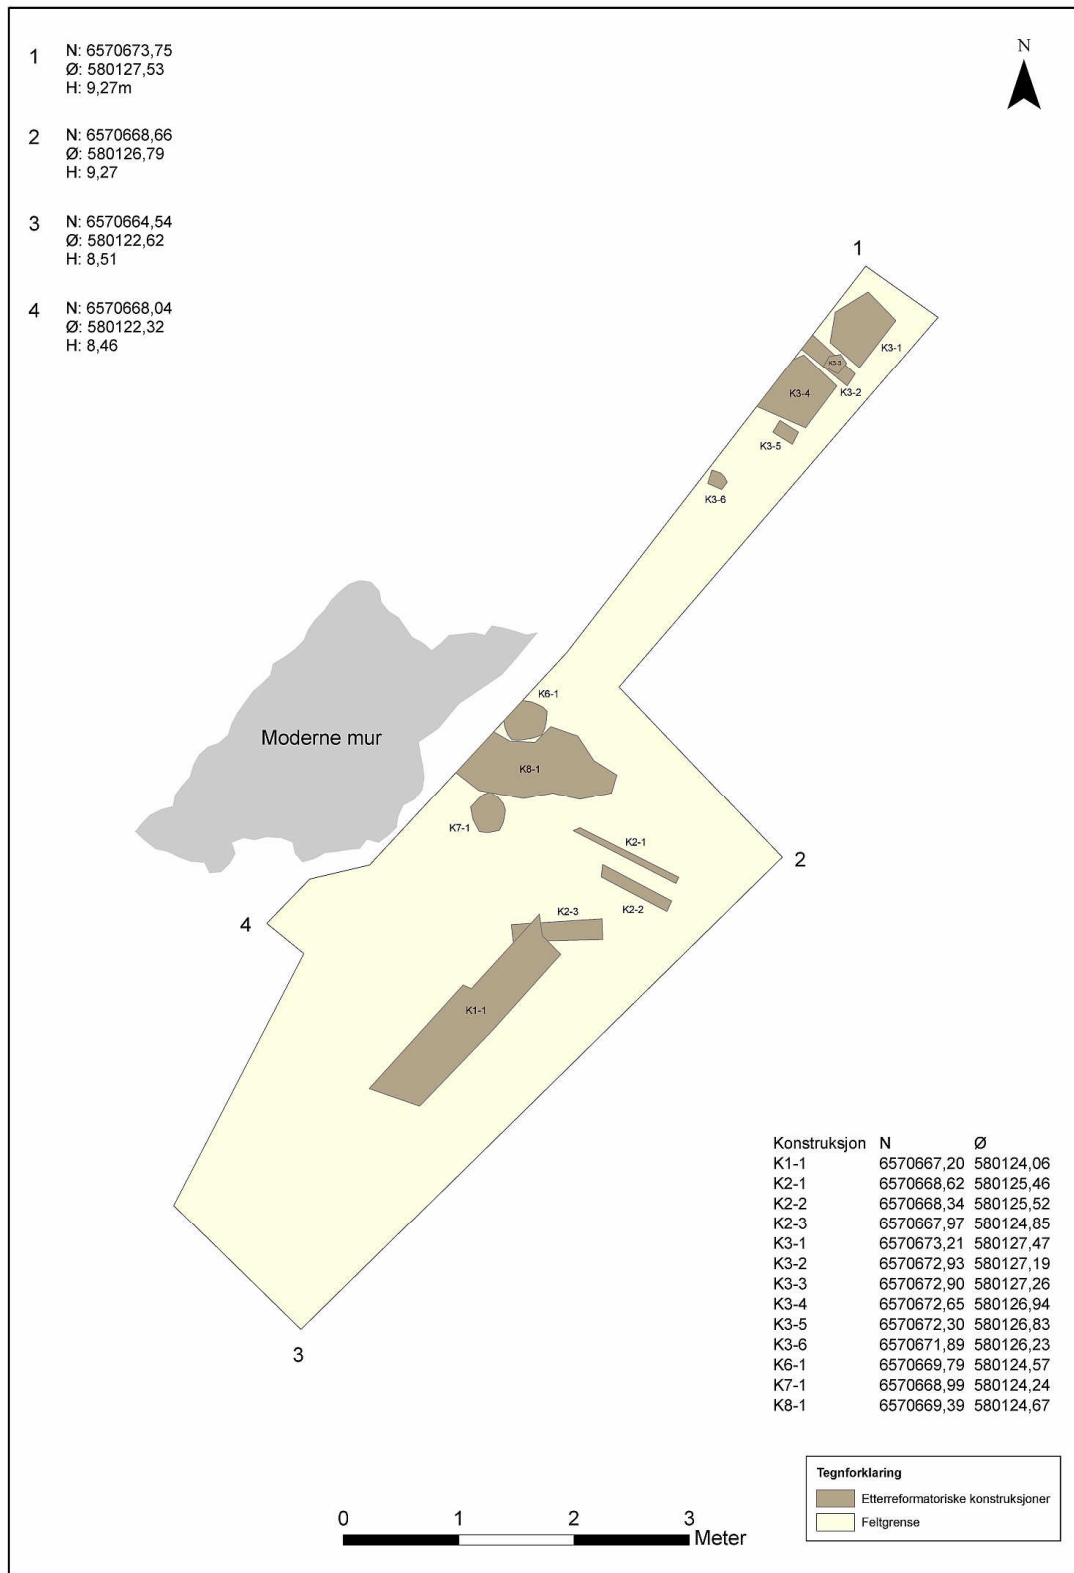 1 N: 6570673,75
Ø: 580127,53
H: 9,27m
2 N: 6570668,66
Ø: 580126,79
H: 9,27
3 N: 6570664,54
Ø: 580122,62
H: 8,51
4 N: 6570668,04
Ø: 580122,32
H: 8,46
N
1
K3-1
K3-3
K3-2
K3-4
K3-5
K3-6
K6-1
Moderne mur
K8-1
K7-1
K2-1
2
K2-2
K2-3
4
K1-1
3
Konstruksjon N Ø
K1-1 6570667,20 580124,06
K2-1 6570668,62 580125,46
K2-2 6570668,34 580125,52
K2-3 6570667,97 580124,85
K3-1 6570673,21 580127,47
K3-2 6570672,93 580127,19
K3-3 6570672,90 580127,26
K3-4 6570672,65 580126,94
K3-5 6570672,30 580126,83
K3-6 6570671,89 580126,23
K6-1 6570669,79 580124,57
K7-1 6570668,99 580124,24
K8-1 6570669,39 580124,67
Tegnforklaring
Etterreformatoriske konstruksjoner
Feltgrense
0 1 2 3
Meter